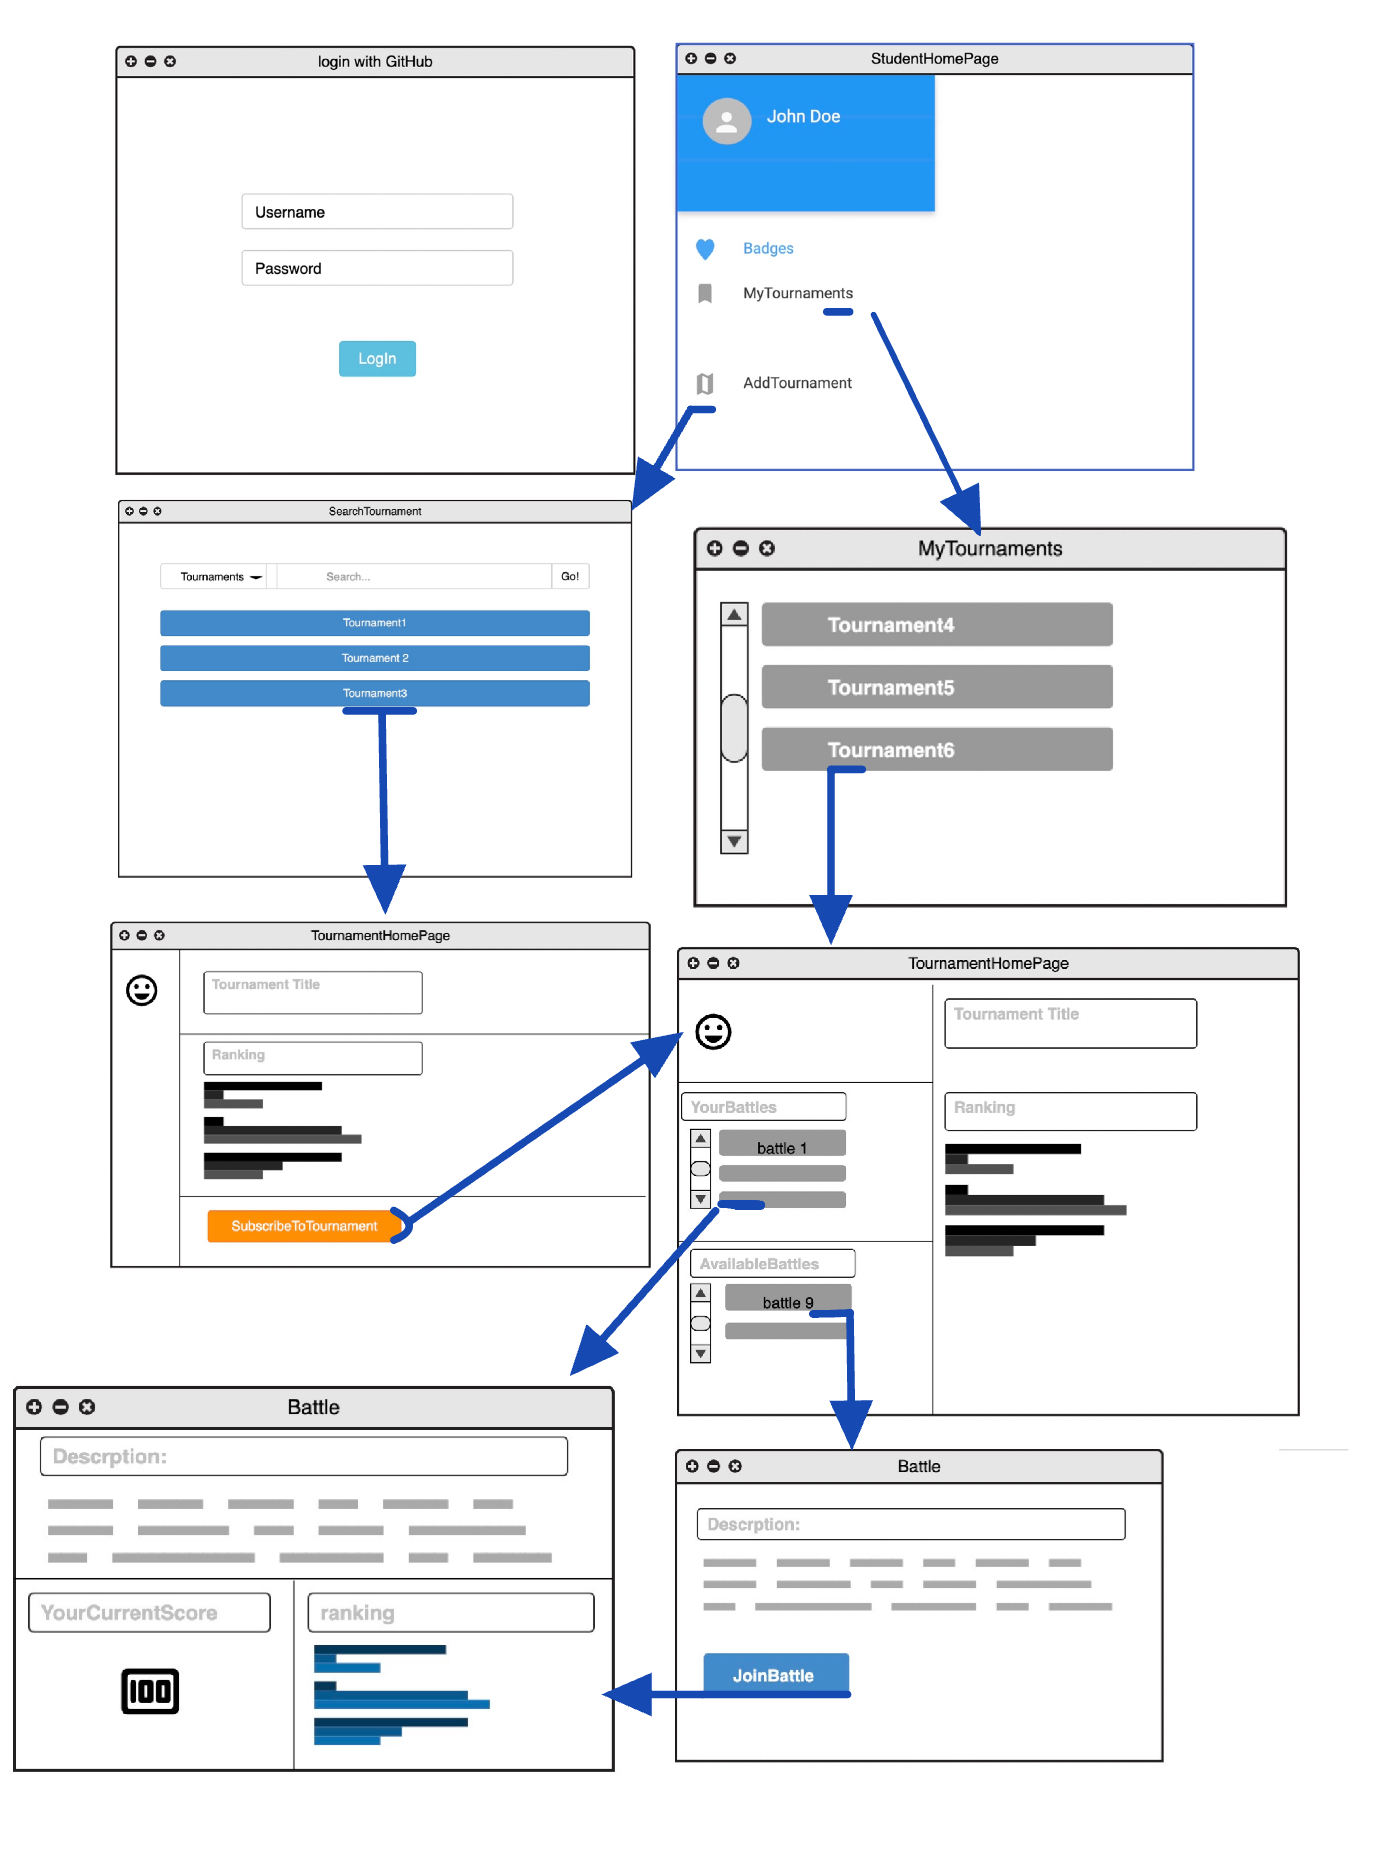 login with GitHub
Username
Password
LogIn
StudentHomePage
John Doe
Badges
MyTournaments
AddTournament
SearchTournament
Tournaments
Search...
Go!
Tournament1
Tournament 2
Tournament3
MyTournaments
Tournament4
Tournament5
Tournament6
TournamentHomePage
Tournament Title
Ranking
SubscribeToTournament
TournamentHomePage
YourBattles
battle 1
AvailableBattles
battle 9
Tournament Title
Ranking
Battle
Descrption:
YourCurrentScore
100
ranking
Battle
Descrption:
JoinBattle